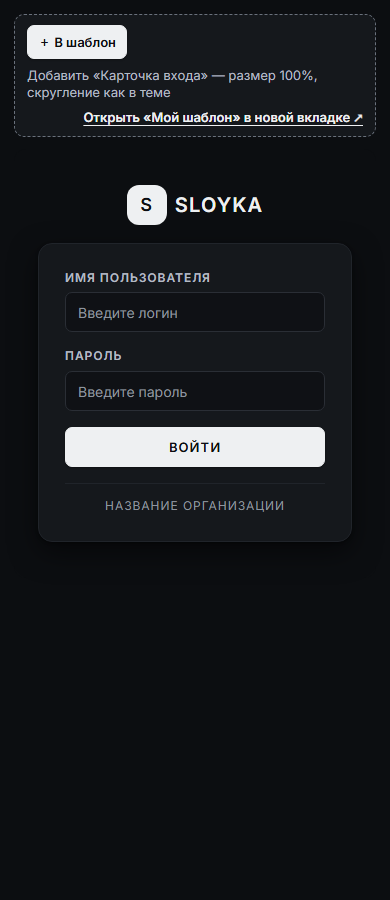 + В шаблон
Добавить «Карточка входа» — размер 100%,
скругление как в теме
Открыть «Мой шаблон» в новой вкладке ↗
S SLOYKA
ИМЯ ПОЛЬЗОВАТЕЛЯ
Введите логин
ПАРОЛЬ
Введите пароль
ВОЙТИ
НАЗВАНИЕ ОРГАНИЗАЦИИ